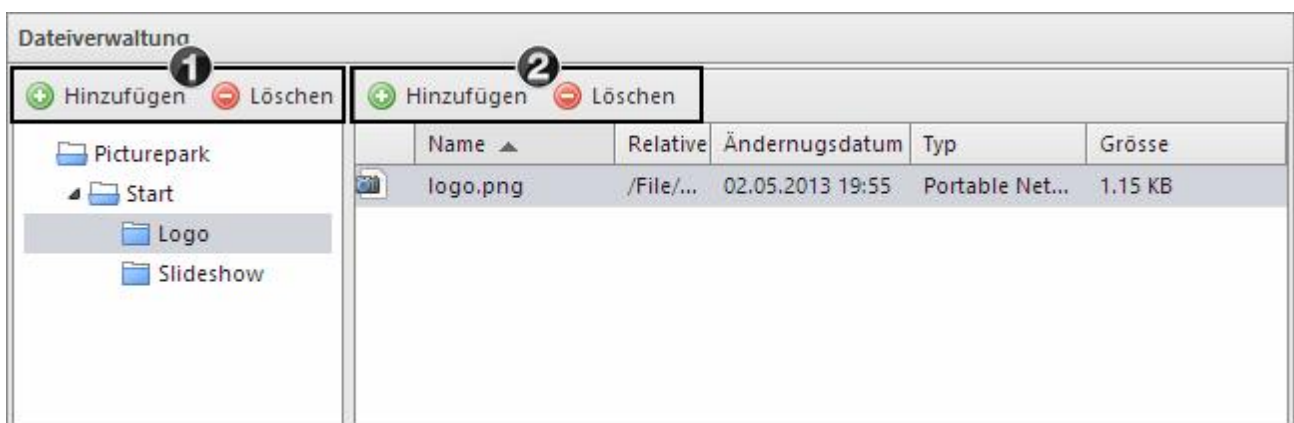 Dateiverwaltung
1 2
Hinzufügen Löschen Hinzufügen Löschen
Name Relative Ändernugsdatum Typ Grösse
Picturepark
logo.png /File/... 02.05.2013 19:55 Portable Net... 1.15 KB
Start
Logo
Slideshow